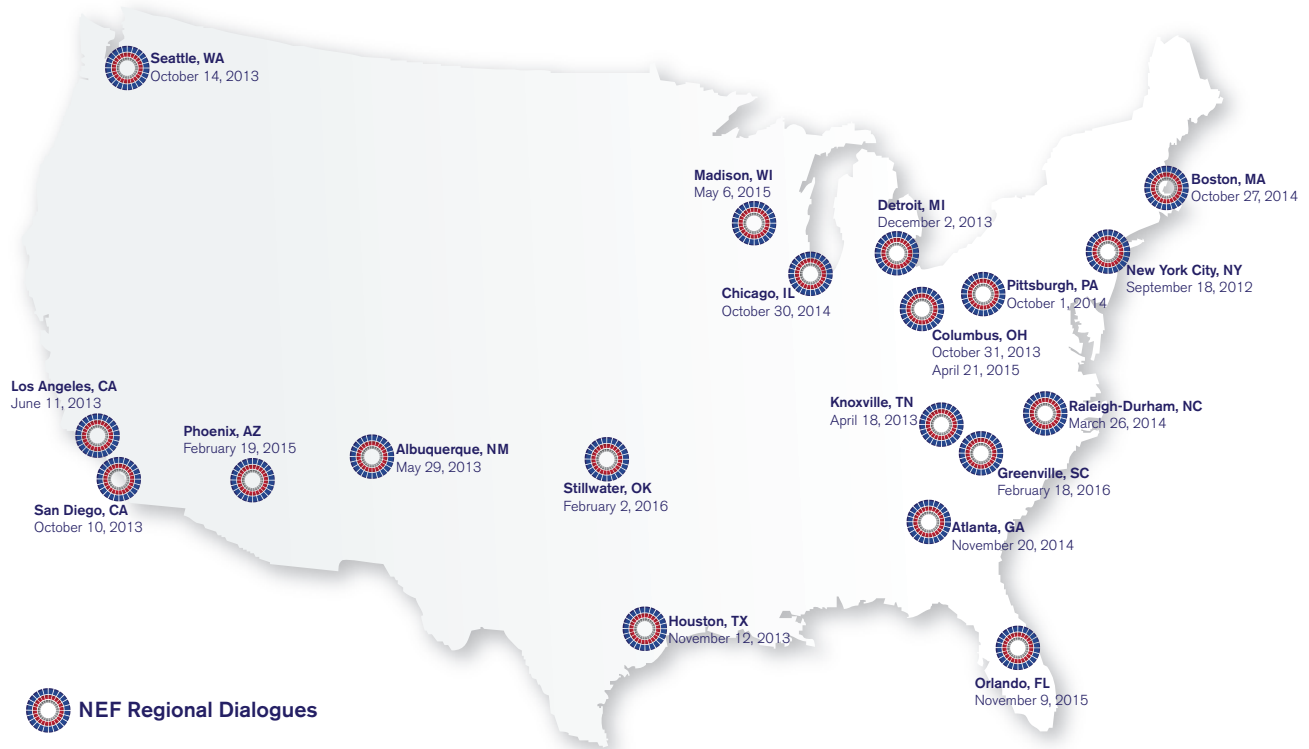 Seattle, WA
October 14, 2013
Madison, WI
May 6, 2015
Detroit, MI
December 2, 2013
Boston, MA
October 27, 2014
New York City, NY
September 18, 2012
Chicago, IL
October 30, 2014
Pittsburgh, PA
October 1, 2014
Columbus, OH
October 31, 2013
April 21, 2015
Los Angeles, CA
June 11, 2013
Phoenix, AZ
February 19, 2015
Albuquerque, NM
May 29, 2013
Knoxville, TN
April 18, 2013
Raleigh-Durham, NC
March 26, 2014
San Diego, CA
October 10, 2013
Stillwater, OK
February 2, 2016
Greenville, SC
February 18, 2016
Atlanta, GA
November 20, 2014
Houston, TX
November 12, 2013
Orlando, FL
November 9, 2015
NEF Regional Dialogues